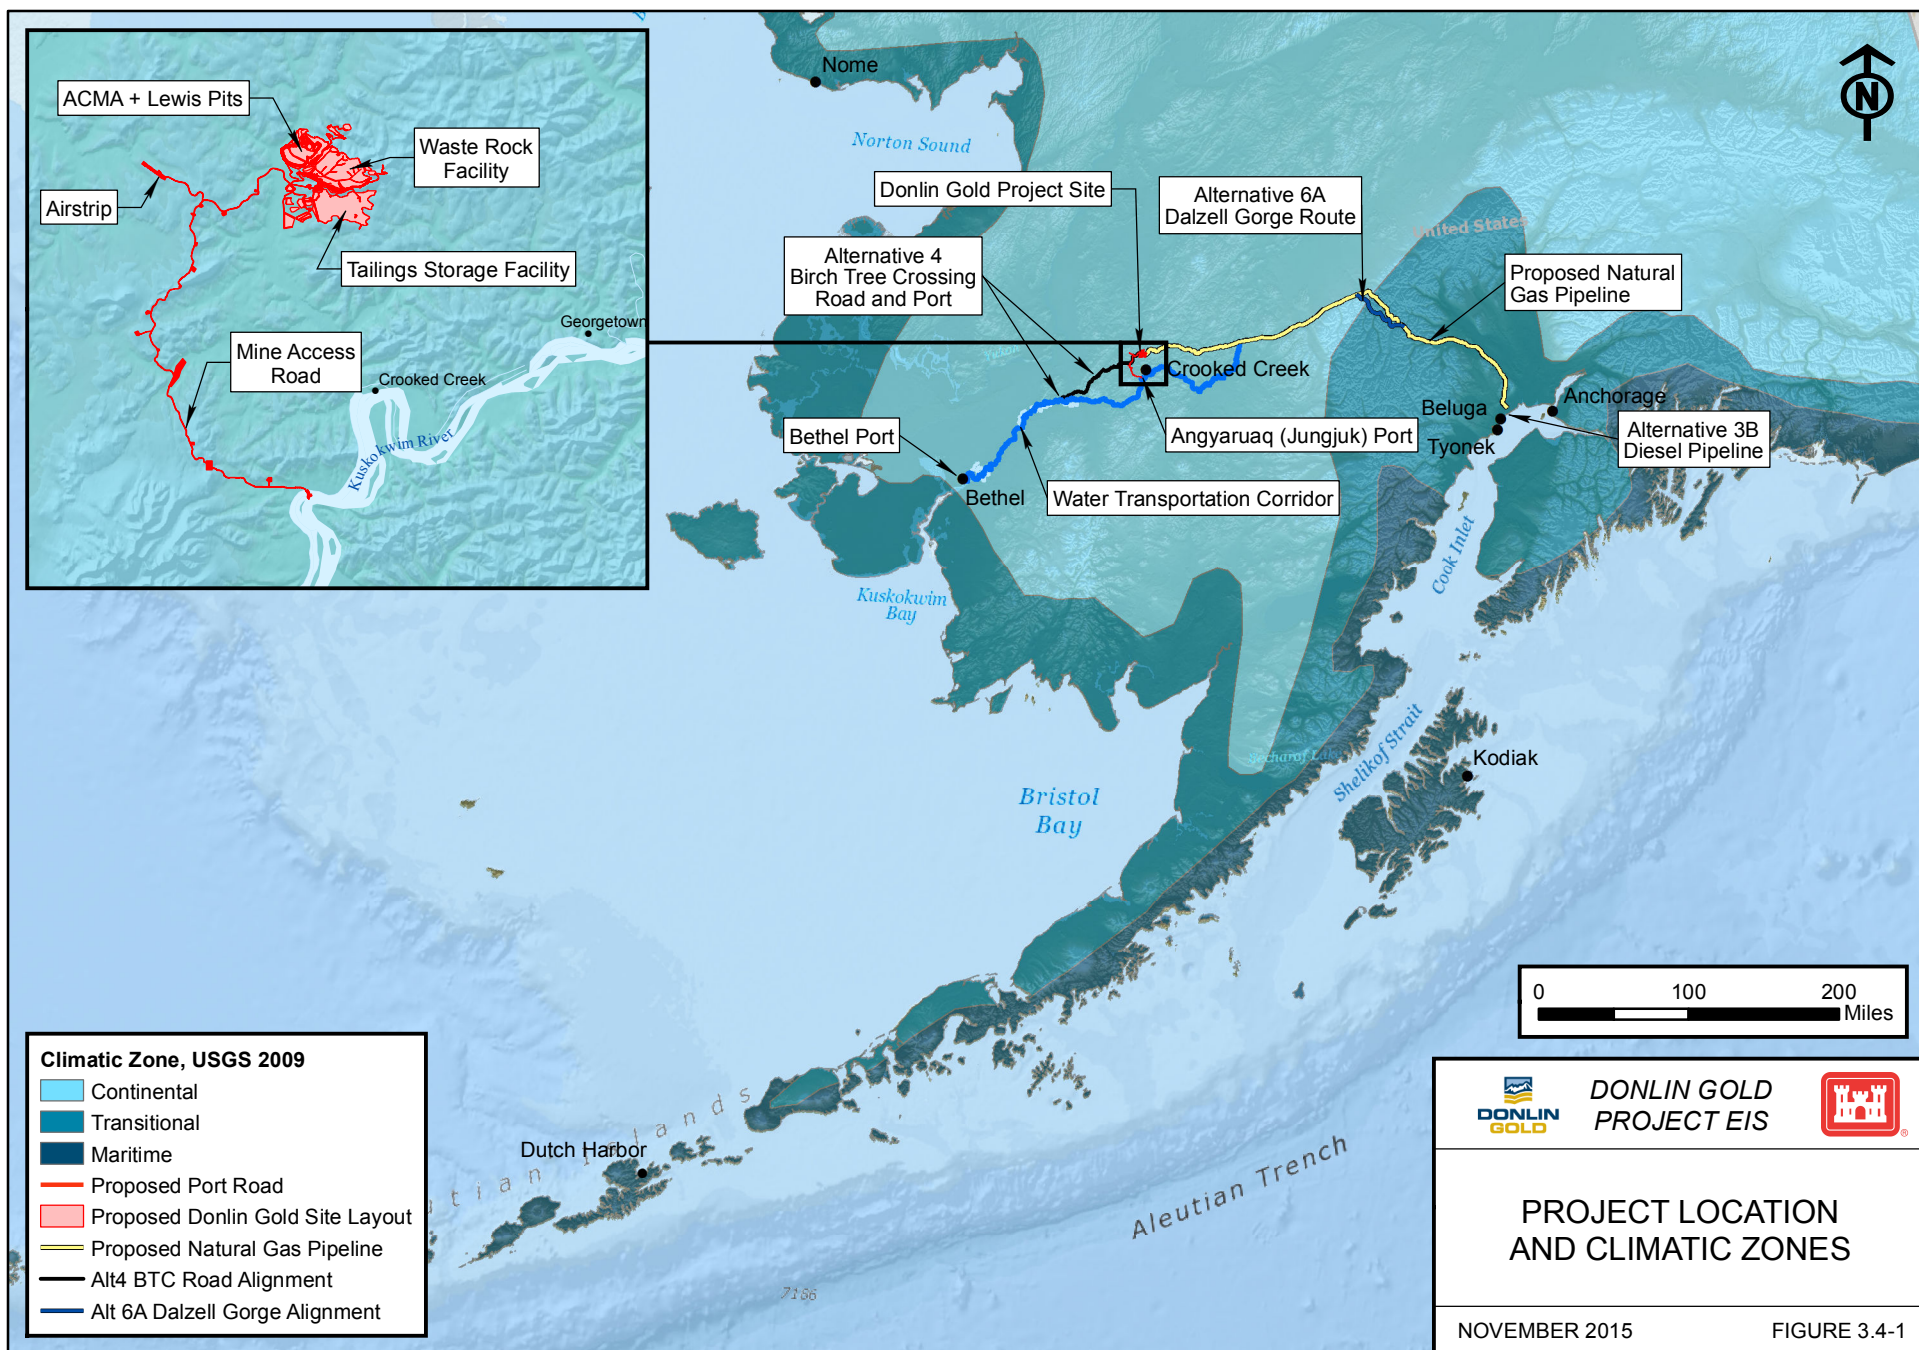 ACMA + Lewis Pits
Waste Rock
Facility
Airstrip
Tailings Storage Facility
Georgetown
Mine Access
Road
Crooked Creek
Kuskokwim River
Nome
Norton Sound
N
Donlin Gold Project Site
Alternative 6A
Dalzell Gorge Route
United States
Alternative 4
Birch Tree Crossing
Road and Port
Proposed Natural
Gas Pipeline
Crooked Creek
Anchorage
Beluga
Tyonek
Alternative 3B
Diesel Pipeline
Bethel Port
Angyaruaq (Jungjuk) Port
Bethel
Water Transportation Corridor
Cook Inlet
Kuskokwim
Bay
Shelikof Strait
Kodiak
Bristol
Bay
0 100 200
Miles
Climatic Zone, USGS 2009
Continental
Transitional
Maritime
Proposed Port Road
Proposed Donlin Gold Site Layout
Proposed Natural Gas Pipeline
Alt4 BTC Road Alignment
Alt 6A Dalzell Gorge Alignment
Dutch Harbor
Aleutian Trench
7166
DONLIN
GOLD
DONLIN GOLD
PROJECT EIS
®
PROJECT LOCATION
AND CLIMATIC ZONES
NOVEMBER 2015
FIGURE 3.4-1